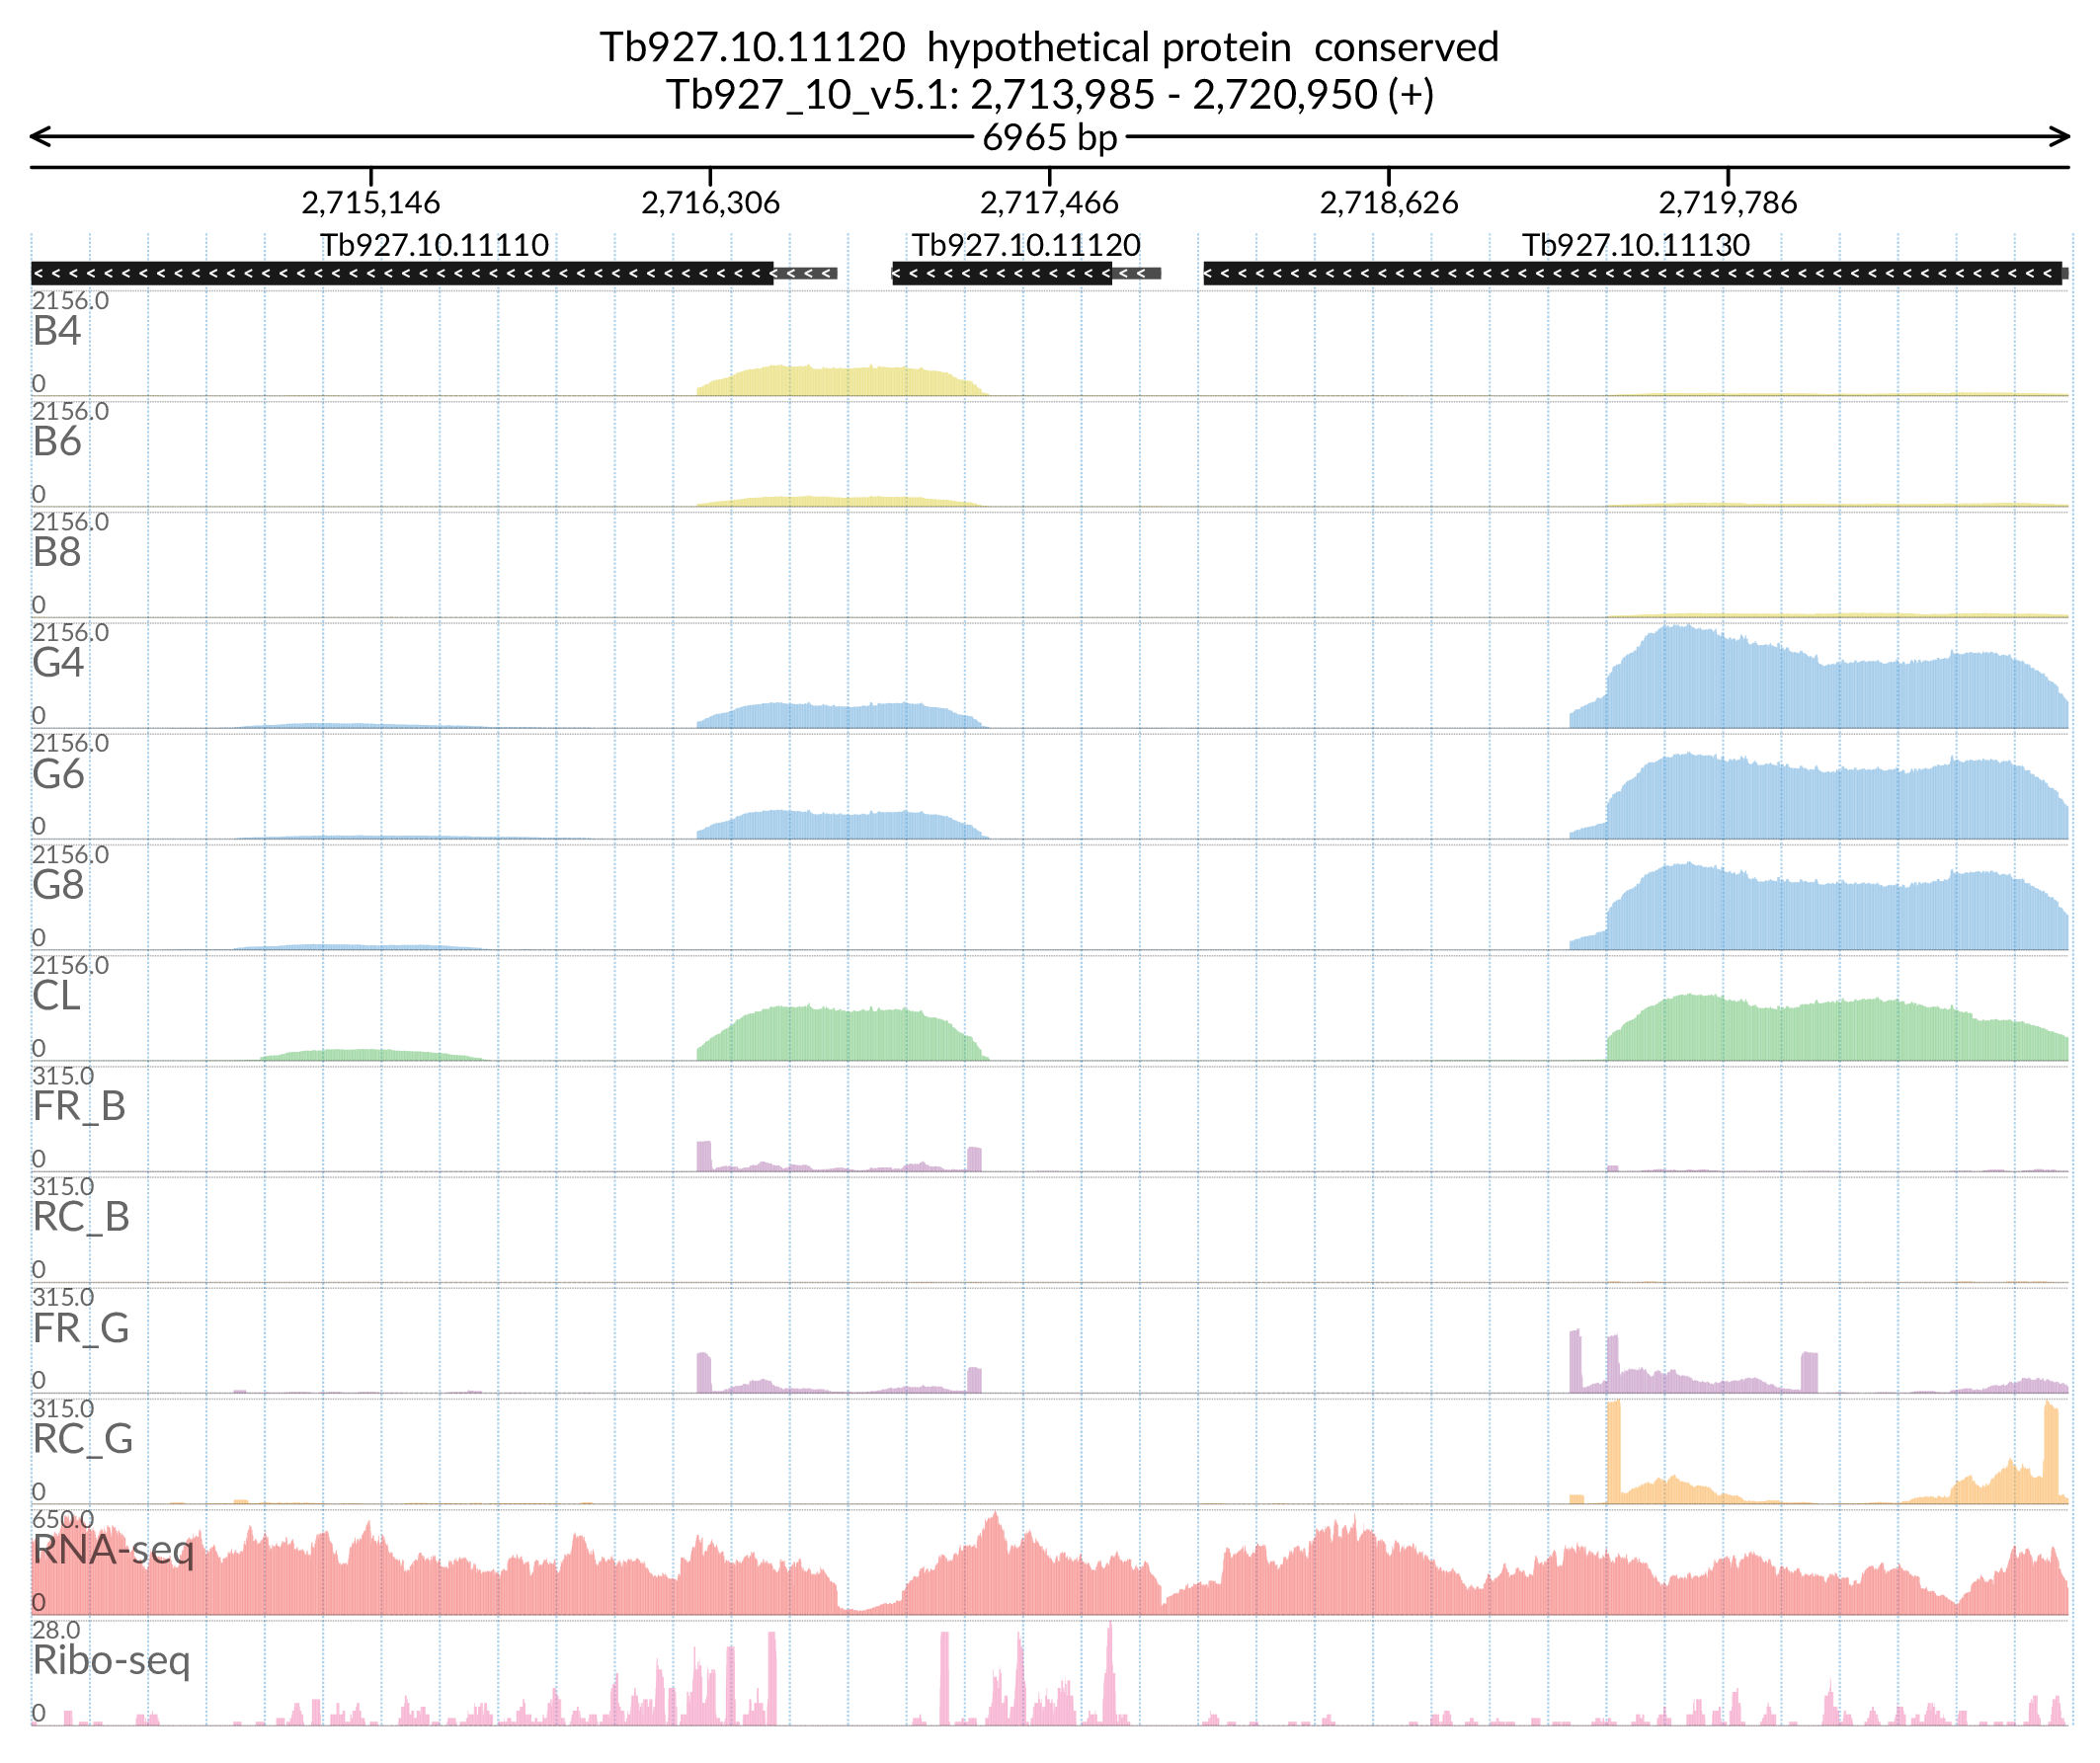 Tb927.10.11120  hypothetical protein  conserved
Tb927_10_v5.1: 2,713,985 - 2,720,950 (+)
6965 bp
2,715,146 2,716,306 2,717,466 2,718,626 2,719,786
Tb927.10.11110 Tb927.10.11120 Tb927.10.11130
2156.0
B4
0
2156.0
B6
0
2156.0
B8
0
2156.0
G4
0
2156.0
G6
0
2156.0
G8
0
2156.0
CL
0
315.0
FR_B
0
315.0
RC_B
0
315.0
FR_G
0
315.0
RC_G
0
650.0
RNA-seq
0
28.0
Ribo-seq
0